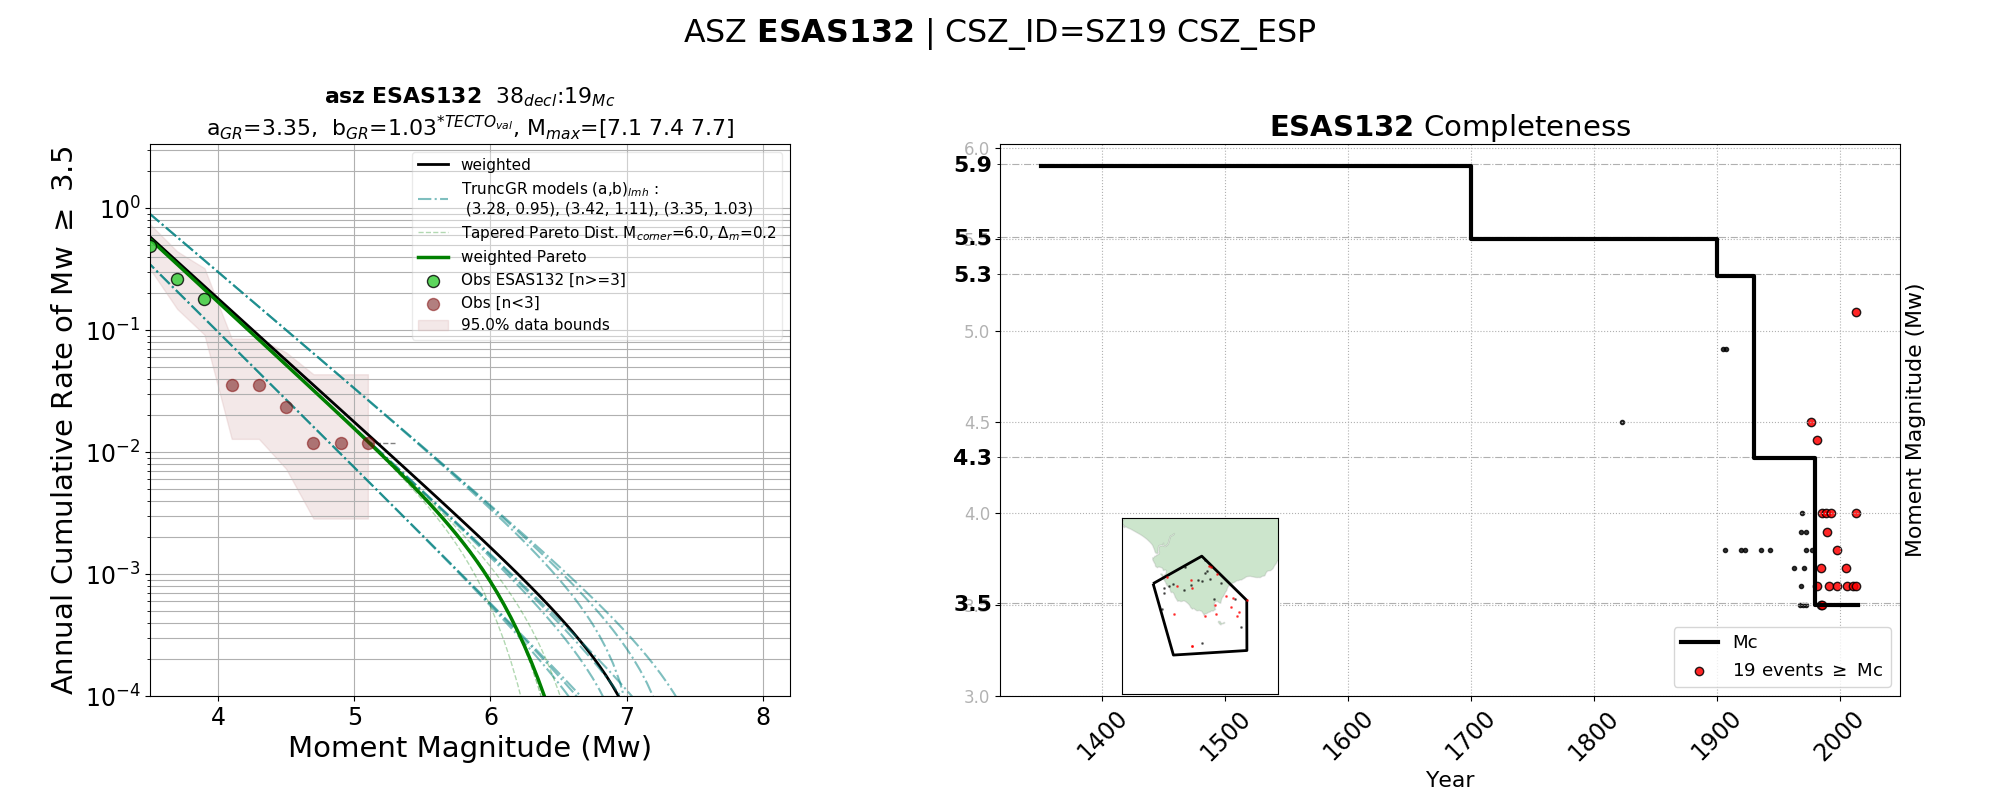 ASZ ESAS132 | CSZ_ID=SZ19 CSZ_ESP
asz ESAS132 38decl:19Mc
aGR=3.35, bGR=1.03*TECTOval, Mmax=[7.1 7.4 7.7]
Annual Cumulative Rate of Mw ≥ 3.5
10^0
10^-1
10^-2
10^-3
10^-4
weighted
TruncGR models (a,b)lmh :
(3.28, 0.95), (3.42, 1.11), (3.35, 1.03)
Tapered Pareto Dist. Mcorner=6.0, Δm=0.2
weighted Pareto
Obs ESAS132 [n>=3]
Obs [n<3]
95.0% data bounds
4 5 6 7 8
Moment Magnitude (Mw)
ESAS132 Completeness
6.0
5.9
5.5
5.3
5.0
4.5
4.3
4.0
3.5
3.0
Mc
19 events ≥ Mc
1400 1500 1600 1700 1800 1900 2000
Year
Moment Magnitude (Mw)